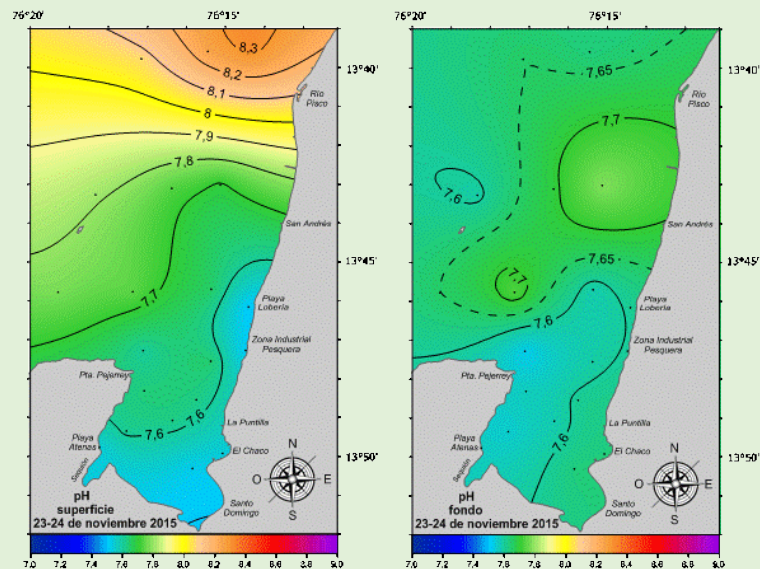 76°20' 76°15' 76°20' 76°15'
8,3
8,2
8,1
8
7,9
7,8
7,7
7,6
7,6
13°40'
Río
Pisco
San Andrés
13°45'
Playa
Lobería
Zona Industrial
Pesquera
Pta. Pejerrey
La Puntilla
Playa
Atenas
El Chaco
Sequión
13°50'
Santo
Domingo
N
O E
S
pH
superficie
23-24 de noviembre 2015
7.0 7.2 7.4 7.6 7.8 8.0 8.2 8.4 8.6 8.8 9.0
7,65
7,7
7,6
7,65
7,7
7,6
7,6
13°40'
Río
Pisco
San Andrés
13°45'
Playa
Lobería
Zona Industrial
Pesquera
Pta. Pejerrey
La Puntilla
Playa
Atenas
El Chaco
Sequión
13°50'
Santo
Domingo
N
O E
S
pH
fondo
23-24 de noviembre 2015
7.0 7.2 7.4 7.6 7.8 8.0 8.2 8.4 8.6 8.8 9.0